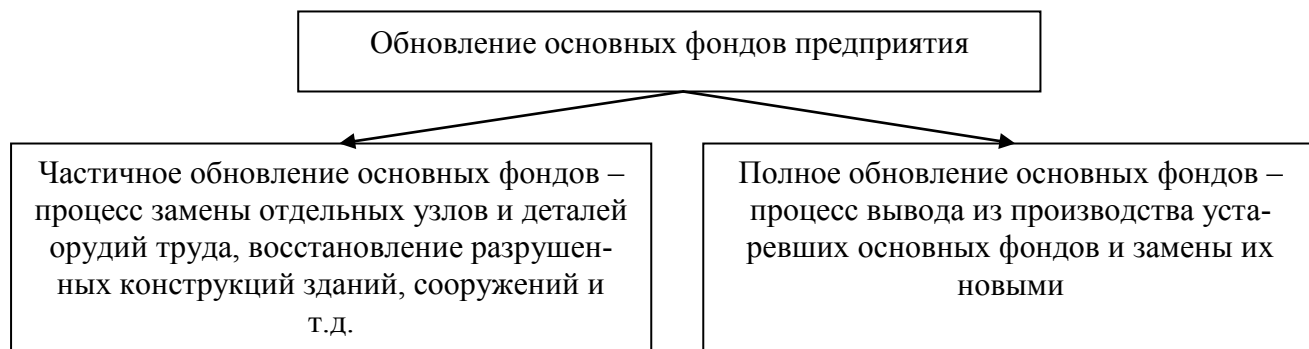 Обновление основных фондов предприятия
Частичное обновление основных фондов –
процесс замены отдельных узлов и деталей
орудий труда, восстановление разрушен-
ных конструкций зданий, сооружений и
т.д.
Полное обновление основных фондов –
процесс вывода из производства уста-
ревших основных фондов и замены их
новыми